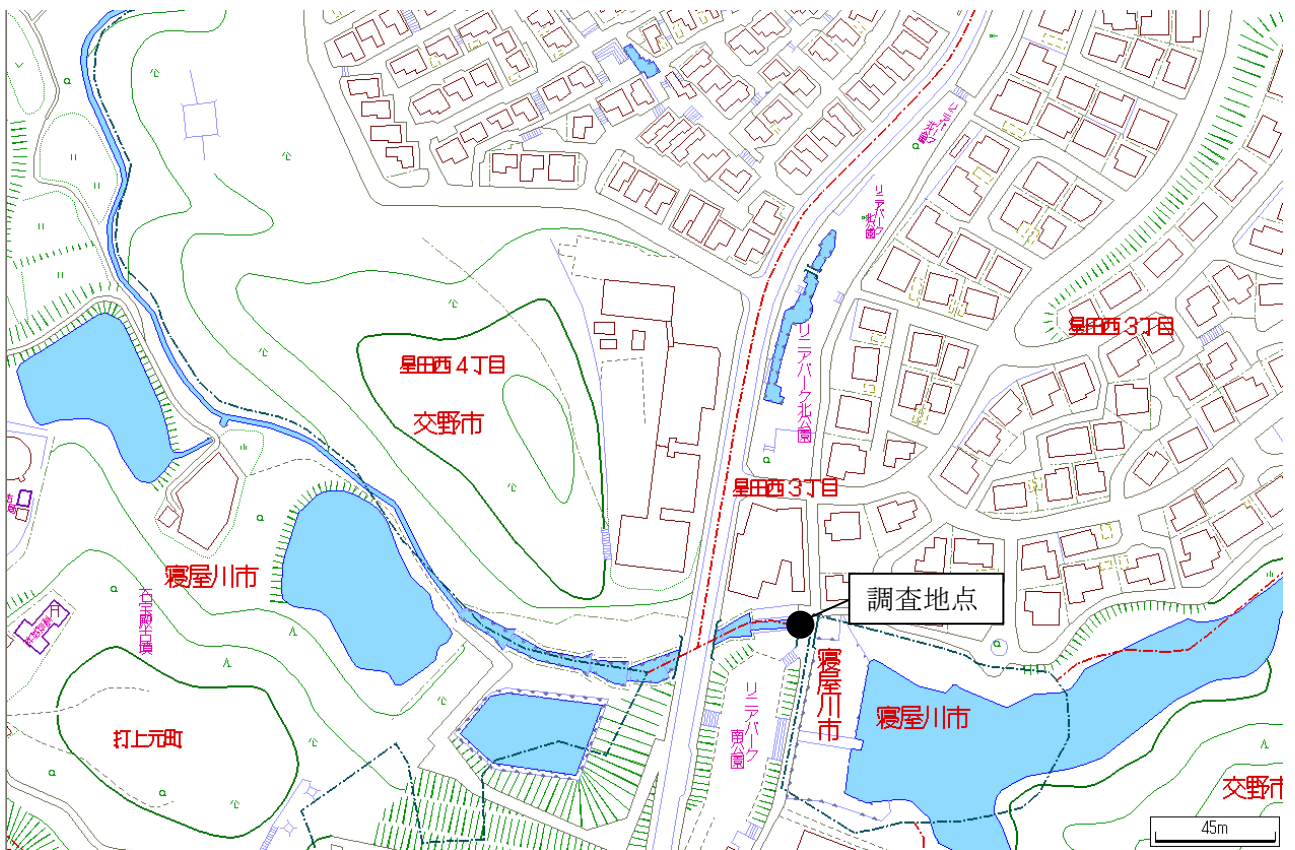 リニアパーク
北公園
リニアパーク北公園
星田西3丁目
星田西4丁目
交野市
星田西3丁目
寝屋川市
石宝殿古墳
調査地点
寝屋川市
寝屋川市
リニアパーク
南公園
打上元町
交野市
45m